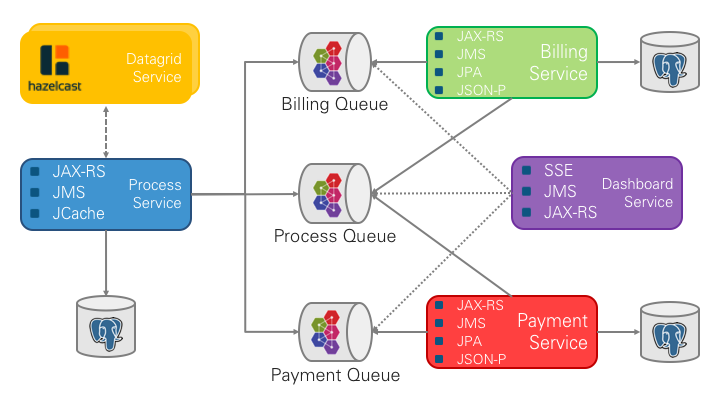 hazelcast
Datagrid
Service
JAX-RS
JMS
JCache
Process
Service
Billing Queue
Process Queue
Payment Queue
JAX-RS
JMS
JPA
JSON-P
Billing
Service
SSE
JMS
JAX-RS
Dashboard
Service
JAX-RS
JMS
JPA
JSON-P
Payment
Service